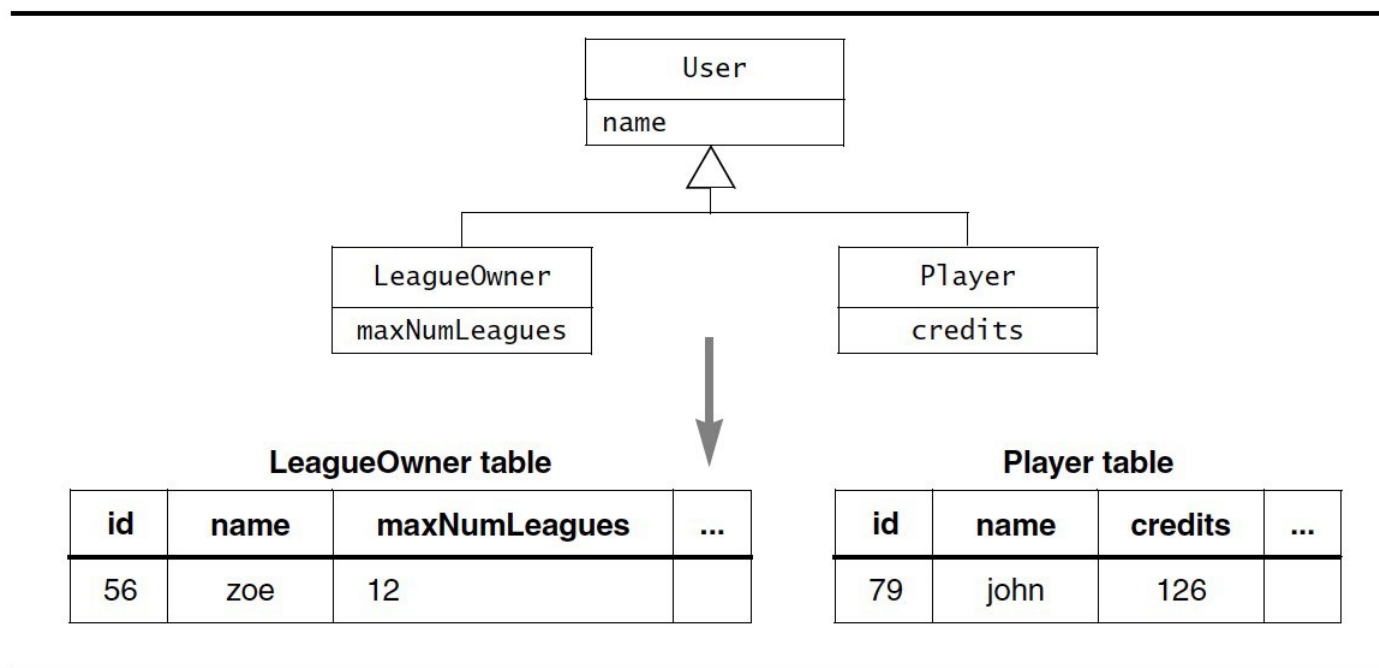 User
name
LeagueOwner
Player
maxNumLeagues
credits
LeagueOwner table
Player table
id name maxNumLeagues ...
id name credits ...
56 zoe 12
79 john 126